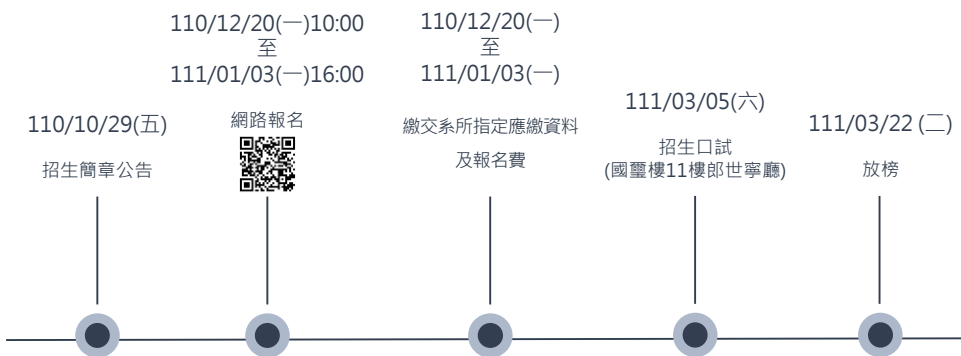 110/10/29(五)
招生簡章公告
110/12/20(一)10:00
至
111/01/03(一)16:00
網路報名
110/12/20(一)
至
111/01/03(一)
繳交系所指定應繳資料
及報名費
111/03/05(六)
招生口試
(國璽樓11樓郎世寧廳)
111/03/22 (二)
放榜